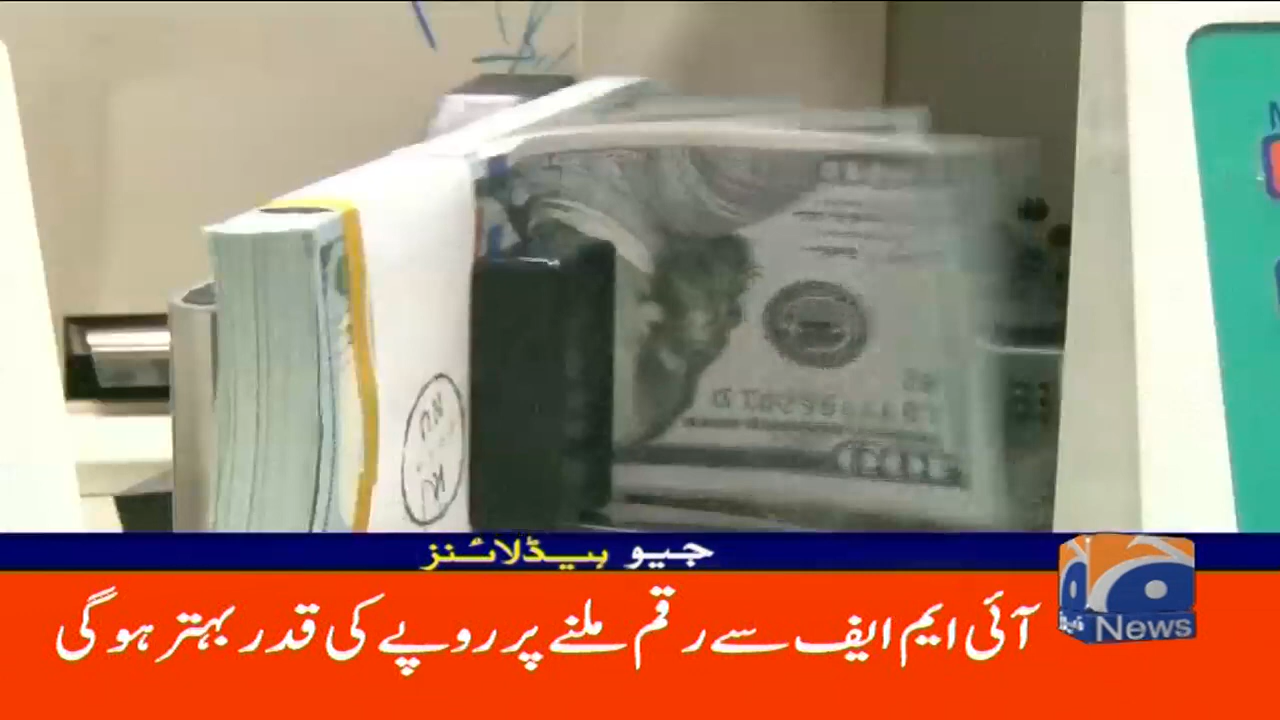 جیو ہیڈلائنز
آئی ایم ایف سے رقم ملنے پر روپے کی قدر بہتر ہوگی
News